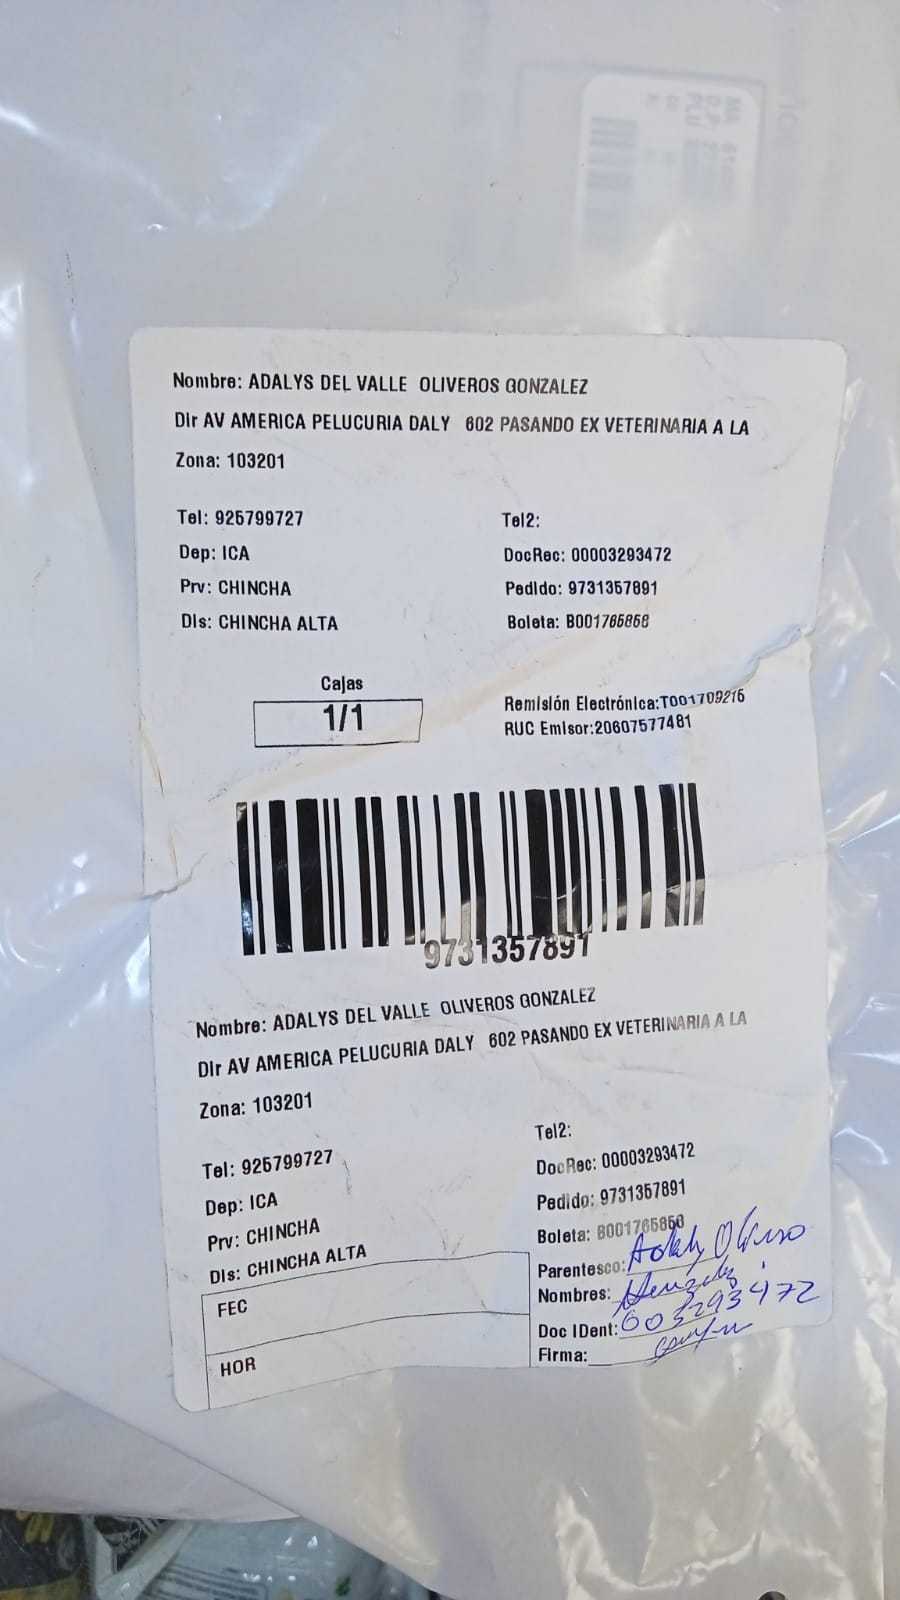 Nombre: ADALYS DEL VALLE OLIVEROS GONZALEZ
Dir AV AMERICA PELUCURIA DALY 602 PASANDO EX VETERINARIA A LA
Zona: 103201
Tel: 925799727 Tel2:
Dep: ICA DocRec: 00003293472
Prv: CHINCHA Pedido: 9731357891
Dis: CHINCHA ALTA Boleta: B001765858
Cajas
1/1
Remisión Electrónica:T001709215
RUC Emisor:20607577481
9731357891
Nombre: ADALYS DEL VALLE OLIVEROS GONZALEZ
Dir AV AMERICA PELUCURIA DALY 602 PASANDO EX VETERINARIA A LA
Zona: 103201
Tel2:
Tel: 925799727 DocRec: 00003293472
Dep: ICA Pedido: 9731357891
Prv: CHINCHA Boleta: B001765858
Dis: CHINCHA ALTA
Parentesco:
FEC Nombres:
Doc IDent:
HOR Firma: